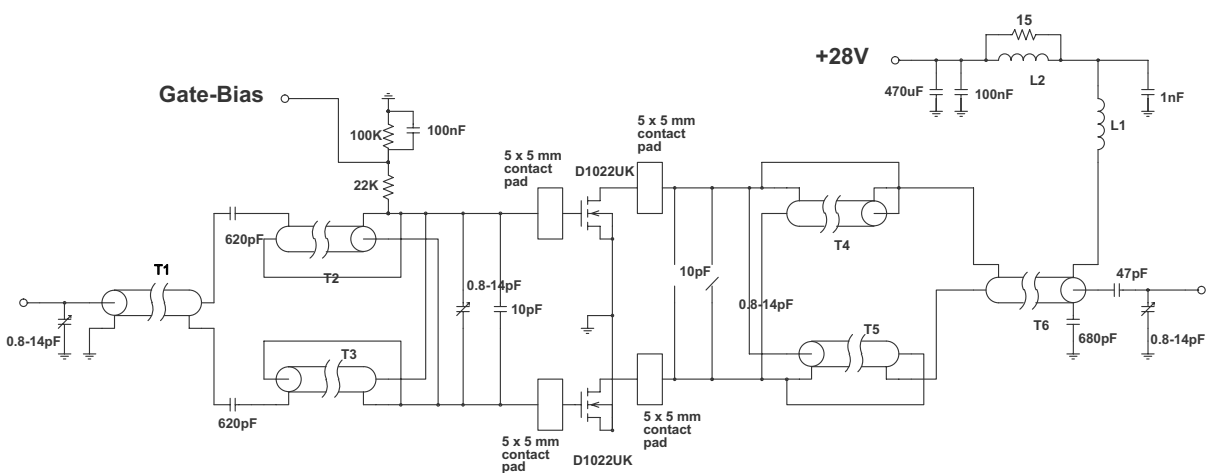 15
+28V
L2
470uF
100nF
1nF
Gate-Bias
100K
100nF
5 x 5 mm
contact
pad
L1
5 x 5 mm
contact
pad
D1022UK
22K
620pF
T2
T4
T1
0.8-14pF
10pF
10pF
0.8-14pF
47pF
T6
0.8-14pF
T3
T5
680pF
0.8-14pF
620pF
5 x 5 mm
contact
pad
5 x 5 mm
contact
pad
D1022UK